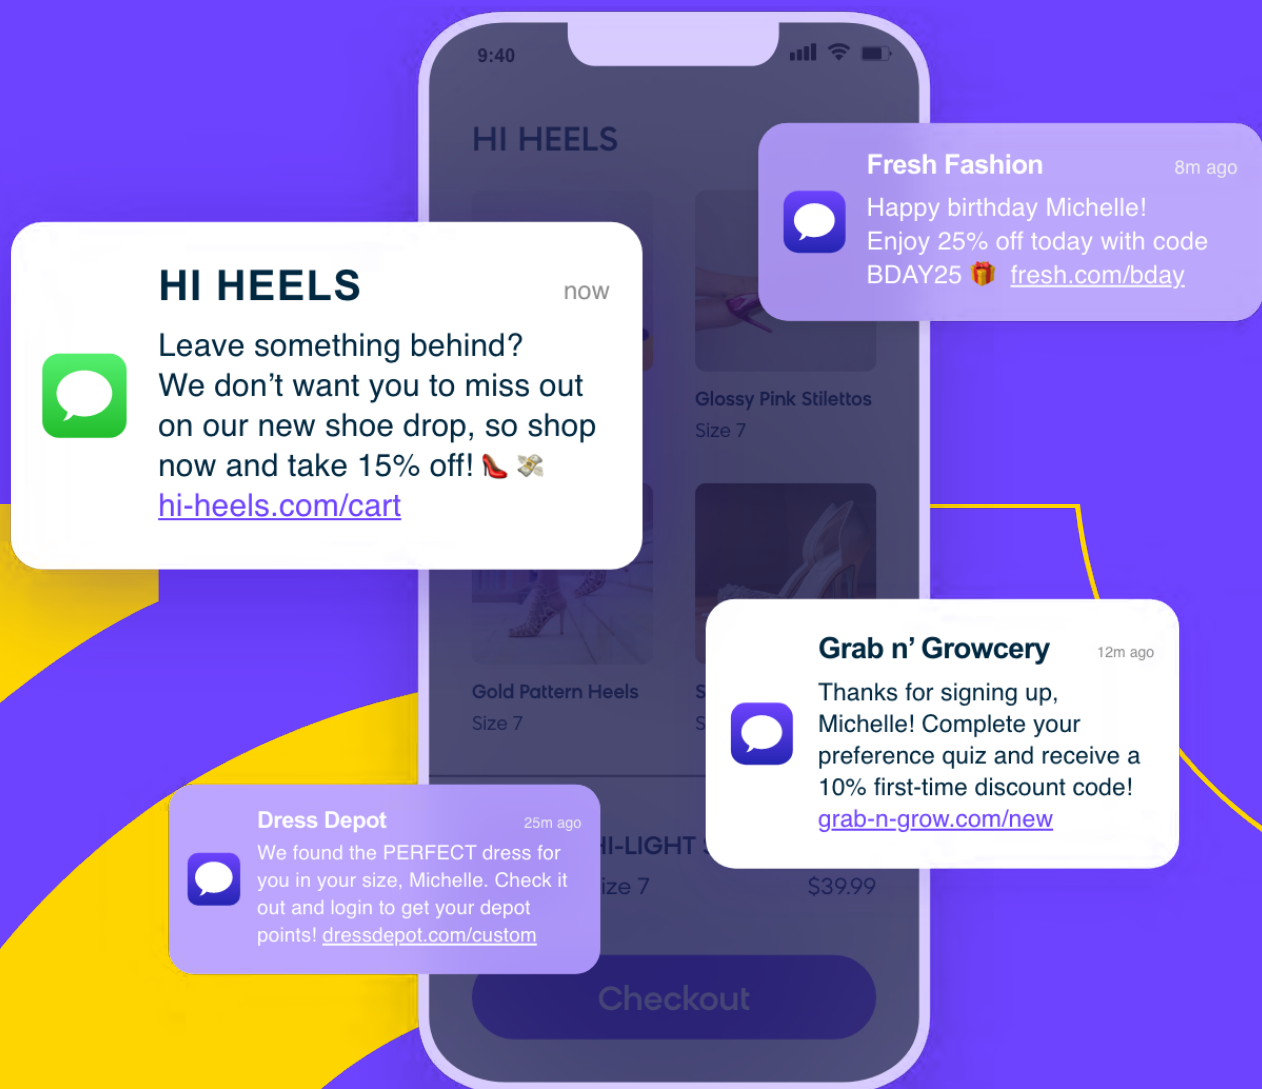 9:40
HI HEELS
Fresh Fashion
8m ago
Happy birthday Michelle!
Enjoy 25% off today with code
BDAY25 🎁 fresh.com/bday
HI HEELS
now
Leave something behind?
We don’t want you to miss out
on our new shoe drop, so shop
now and take 15% off! 👠 💸
hi-heels.com/cart
Glossy Pink Stilettos
Size 7
Gold Pattern Heels
Size 7
Grab n’ Growcery
12m ago
Thanks for signing up,
Michelle! Complete your
preference quiz and receive a
10% first-time discount code!
grab-n-grow.com/new
Dress Depot
25m ago
We found the PERFECT dress for
you in your size, Michelle. Check it
out and login to get your depot
points! dressdepot.com/custom
HI-LIGHT
ize 7
$39.99
Checkout